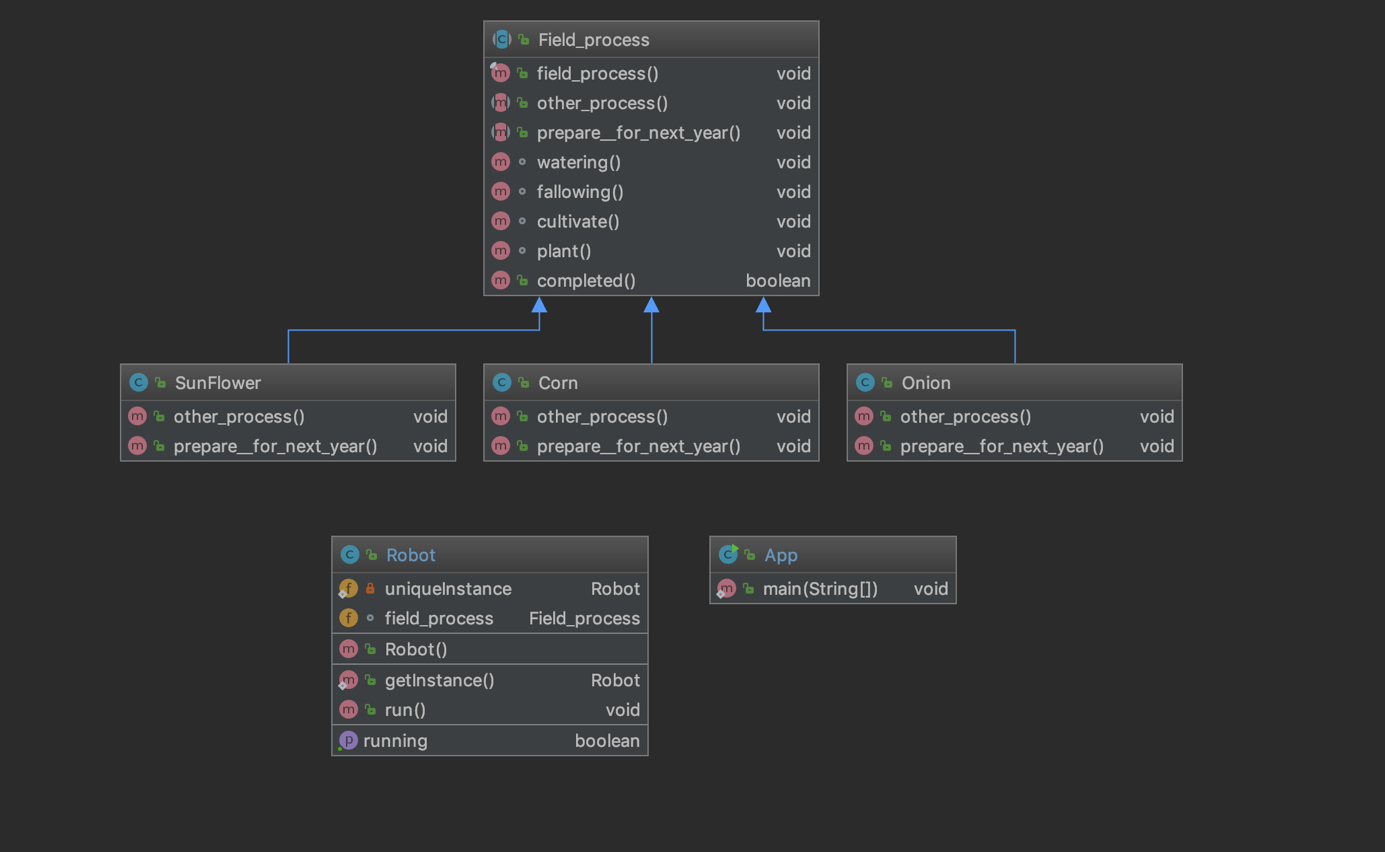 Field_process
field_process() void
other_process() void
prepare__for_next_year() void
watering() void
fallowing() void
cultivate() void
plant() void
completed() boolean
SunFlower
other_process() void
prepare__for_next_year() void
Corn
other_process() void
prepare__for_next_year() void
Onion
other_process() void
prepare__for_next_year() void
Robot
uniqueInstance Robot
field_process Field_process
Robot()
getInstance() Robot
run() void
running boolean
App
main(String[]) void